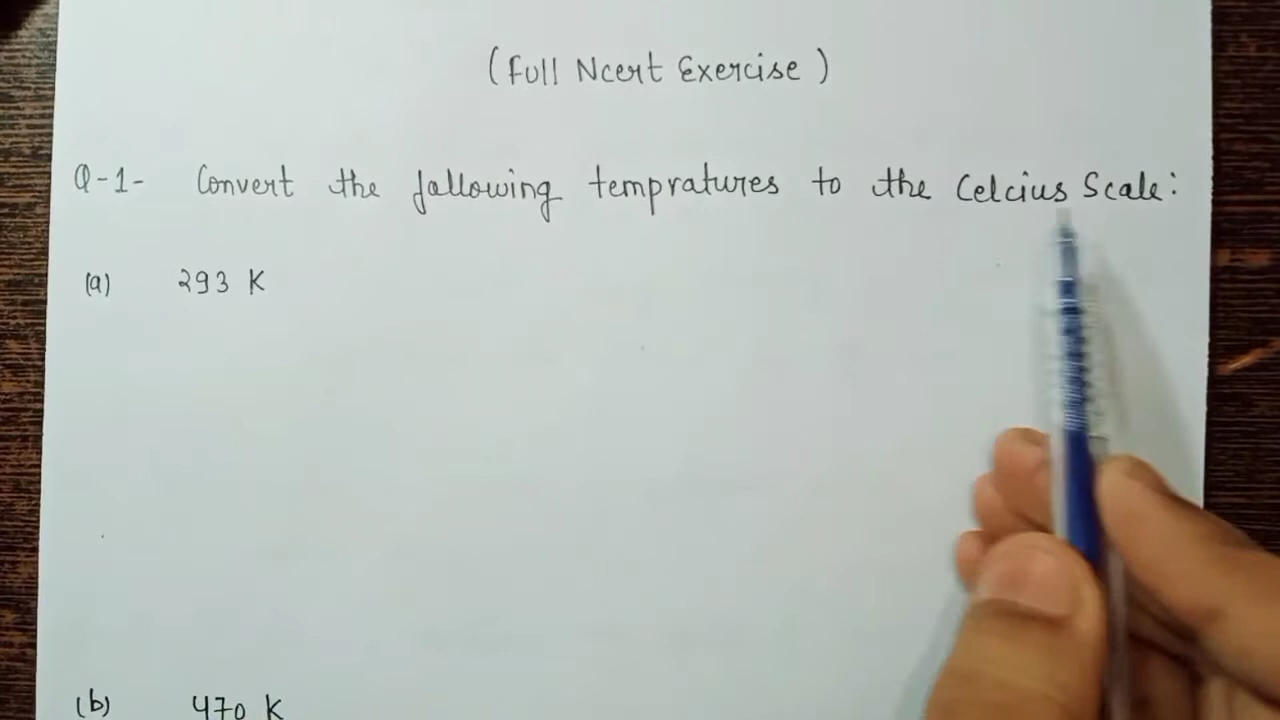 (Full Ncert Exercise)
Q-1- Convert the following tempratures to the Celcius Scale:
(a) 293 K
(b) 470 K